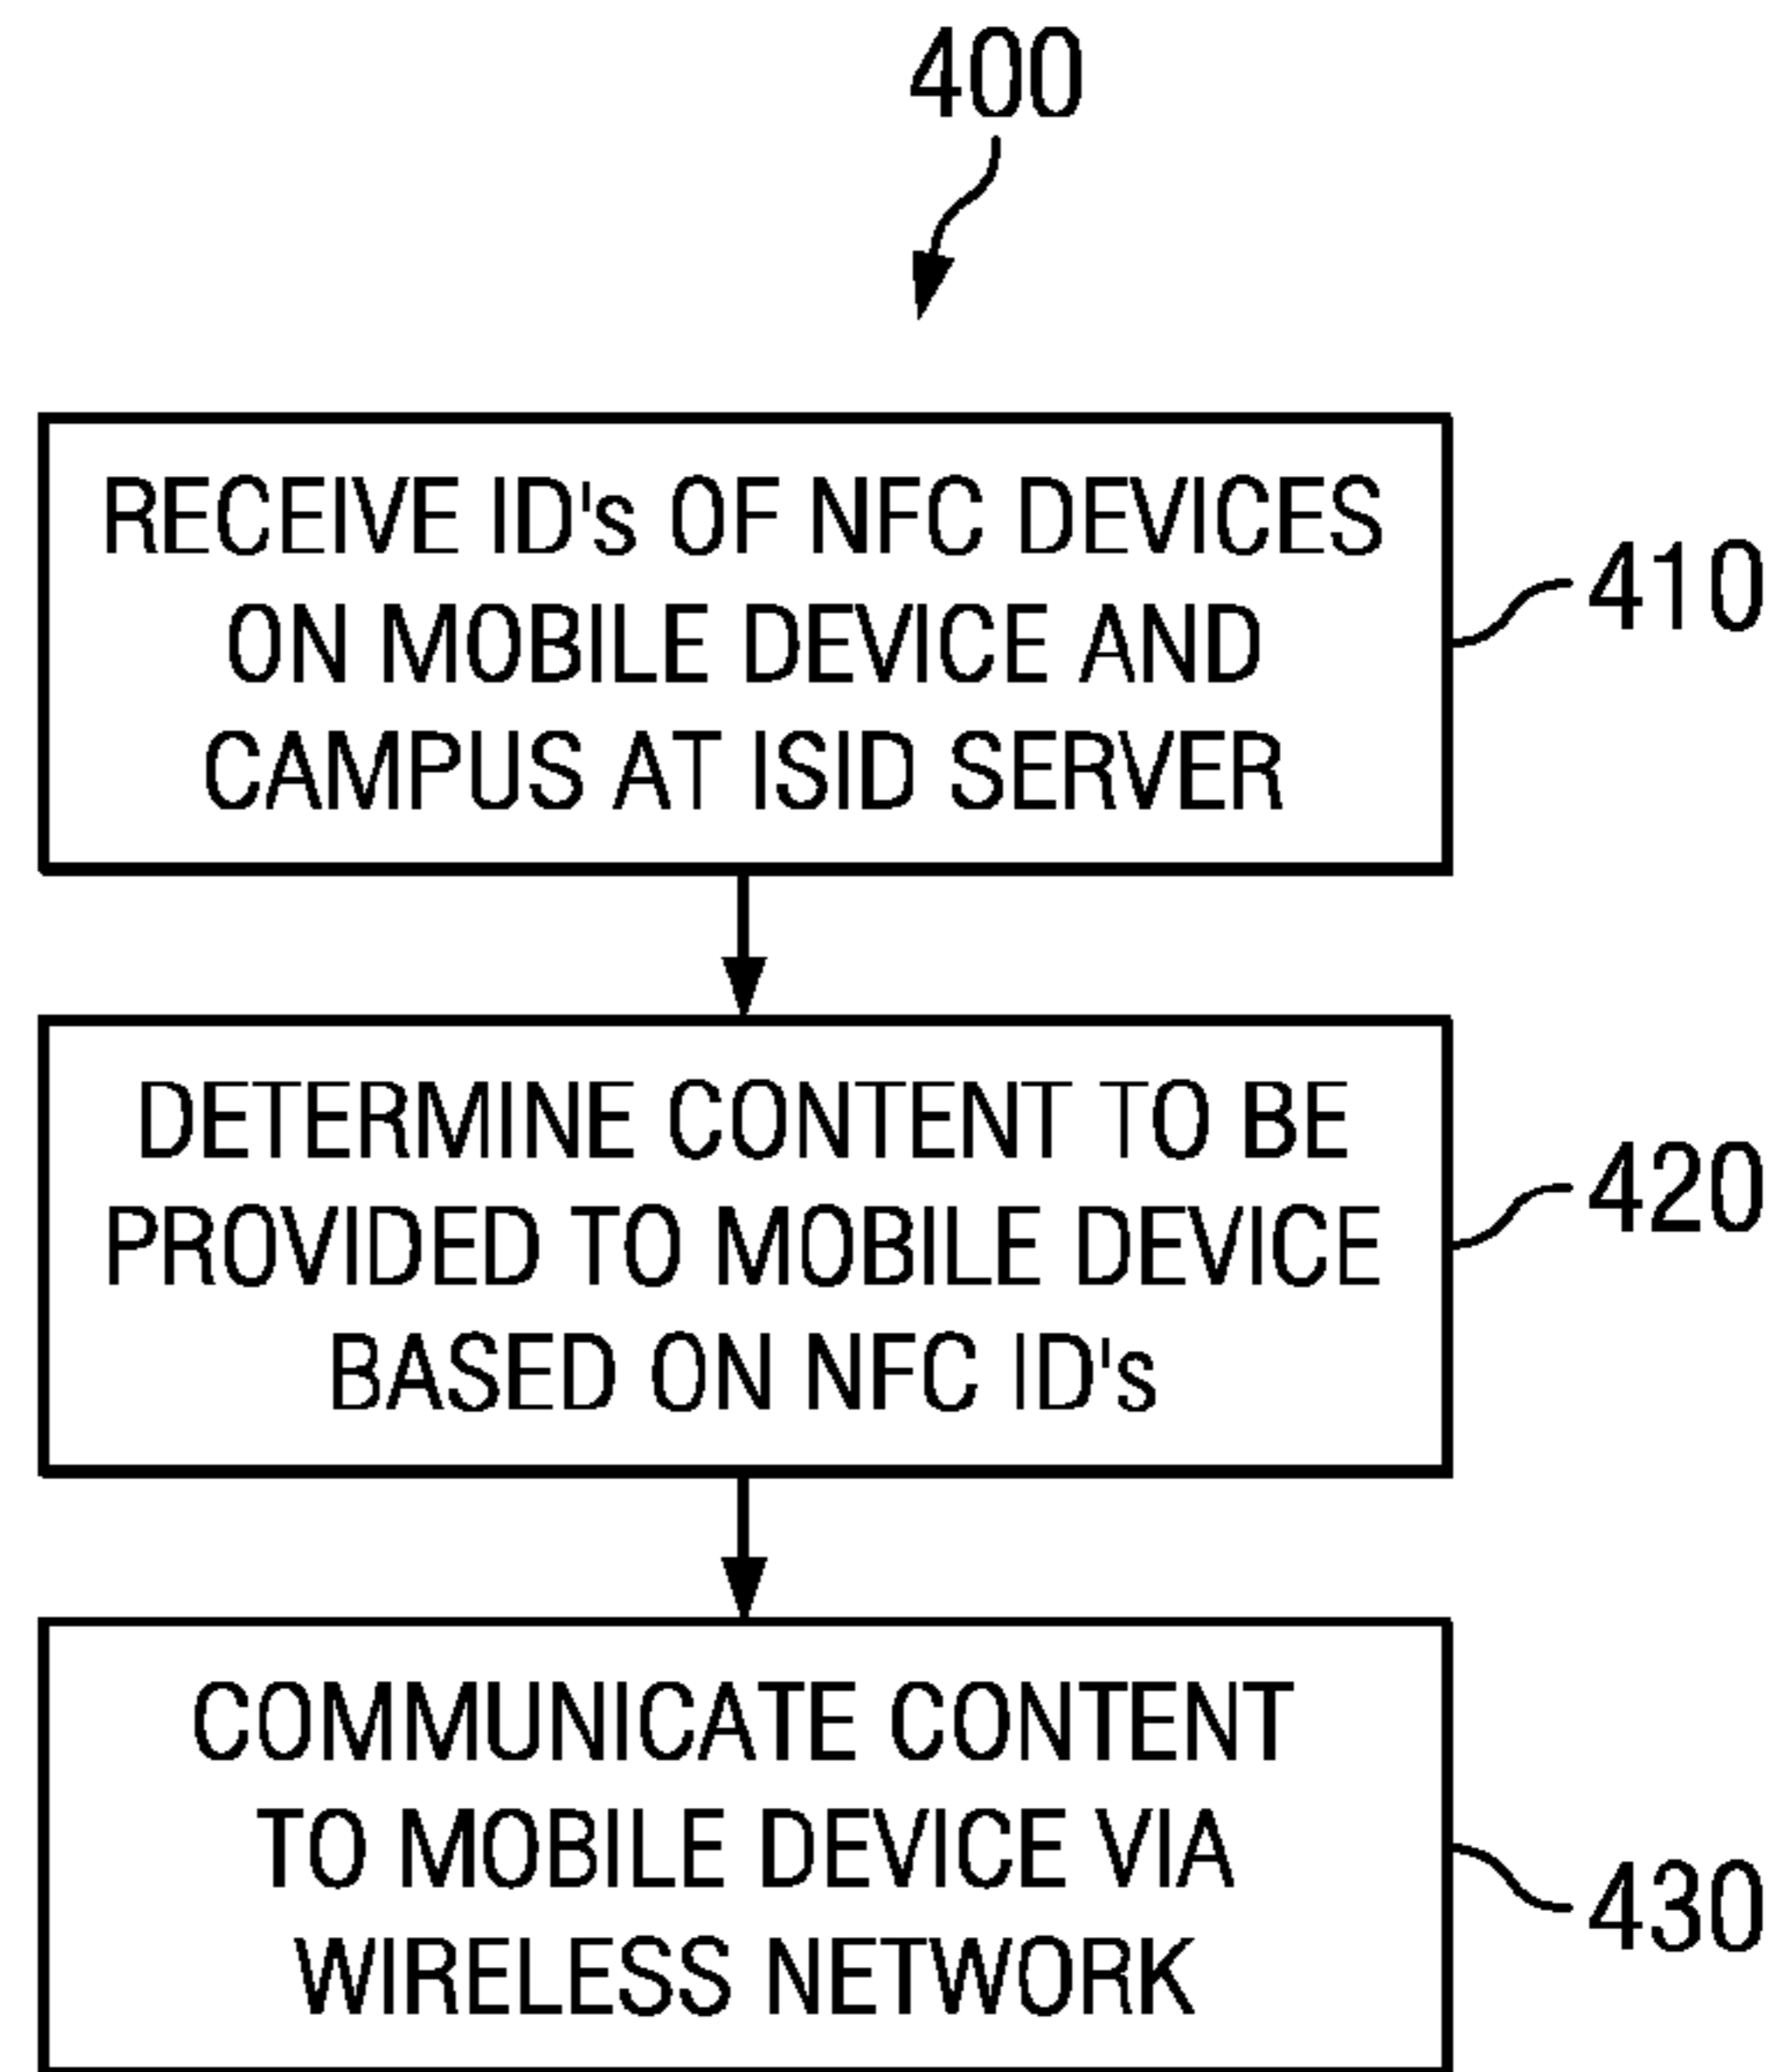 400
RECEIVE ID's OF NFC DEVICES
ON MOBILE DEVICE AND
CAMPUS AT ISID SERVER
410
DETERMINE CONTENT TO BE
PROVIDED TO MOBILE DEVICE
BASED ON NFC ID's
420
COMMUNICATE CONTENT
TO MOBILE DEVICE VIA
WIRELESS NETWORK
430